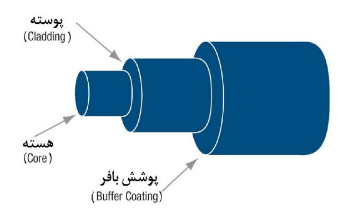 پوسته
(Cladding)
هسته
(Core)
پوشش بافر
(Buffer Coating)